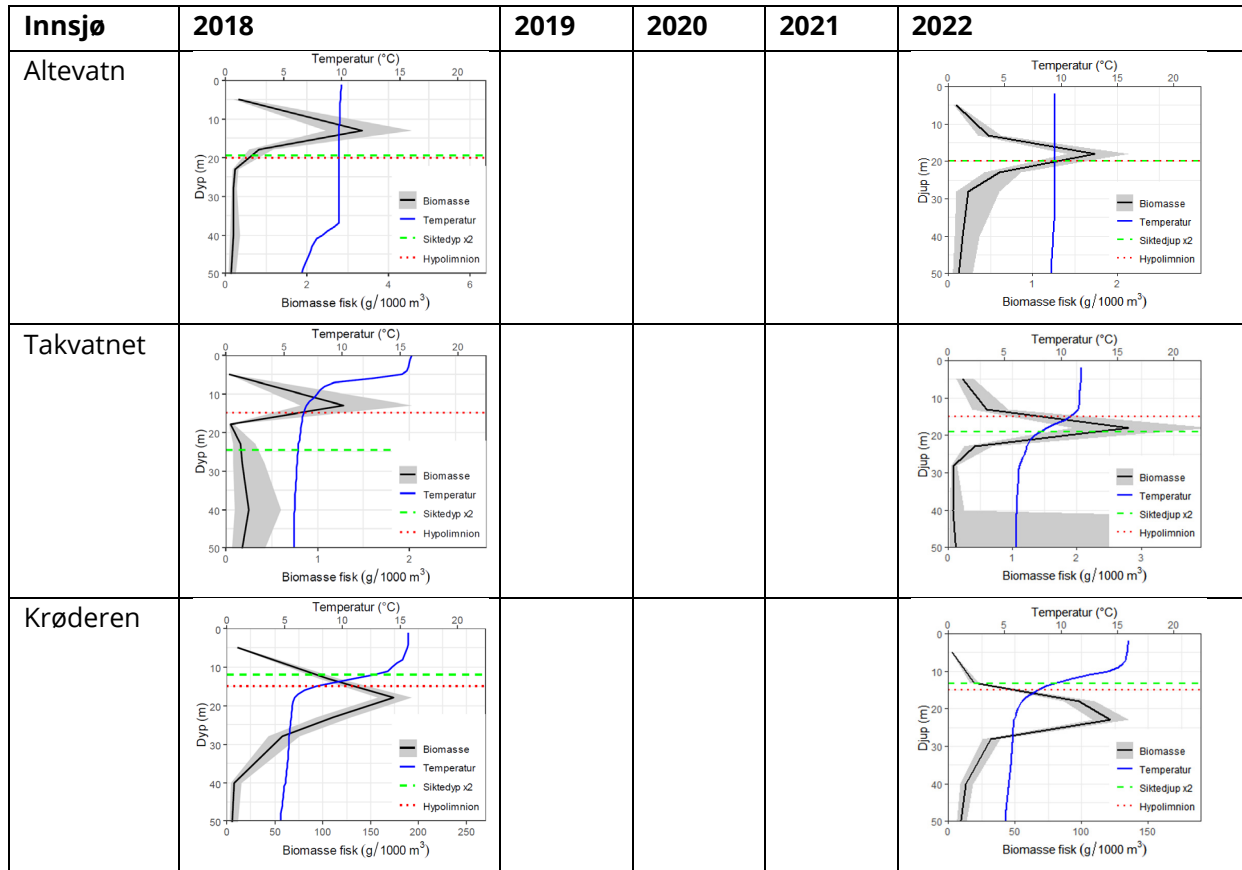 Innsjø 2018 2019 2020 2021 2022
Altevatn
Temperatur (°C)
0 5 10 15 20
0
10
20
30
40
50
Dyp (m)
Biomasse
Temperatur
Siktedyp x2
Hypolimnion
0 2 4 6
Biomasse fisk (g/1000 m³)
Temperatur (°C)
0 5 10 15 20
0
10
20
30
40
50
Djup (m)
Biomasse
Temperatur
Siktedjup x2
Hypolimnion
0 1 2
Biomasse fisk (g/1000 m³)
Takvatnet
Temperatur (°C)
0 5 10 15 20
0
10
20
30
40
50
Dyp (m)
Biomasse
Temperatur
Siktedyp x2
Hypolimnion
0 1 2
Biomasse fisk (g/1000 m³)
Temperatur (°C)
0 5 10 15 20
0
10
20
30
40
50
Djup (m)
Biomasse
Temperatur
Siktedjup x2
Hypolimnion
0 1 2 3
Biomasse fisk (g/1000 m³)
Krøderen
Temperatur (°C)
0 5 10 15 20
0
10
20
30
40
50
Dyp (m)
Biomasse
Temperatur
Siktedyp x2
Hypolimnion
0 50 100 150 200 250
Biomasse fisk (g/1000 m³)
Temperatur (°C)
0 5 10 15 20
0
10
20
30
40
50
Djup (m)
Biomasse
Temperatur
Siktedjup x2
Hypolimnion
0 50 100 150
Biomasse fisk (g/1000 m³)